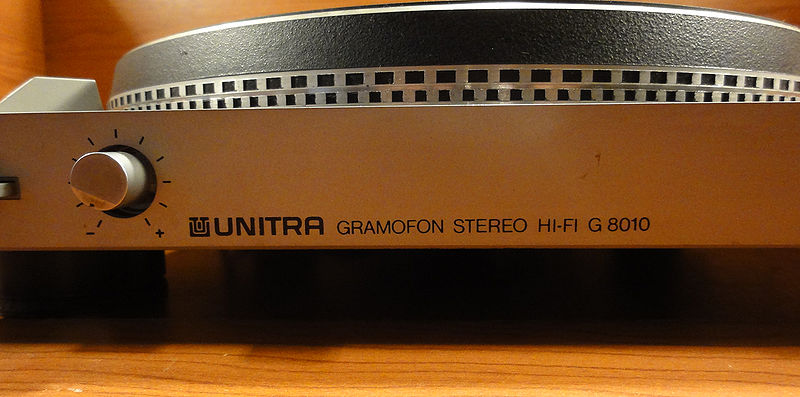 - +
UNITRA GRAMOFON STEREO HI-FI G 8010